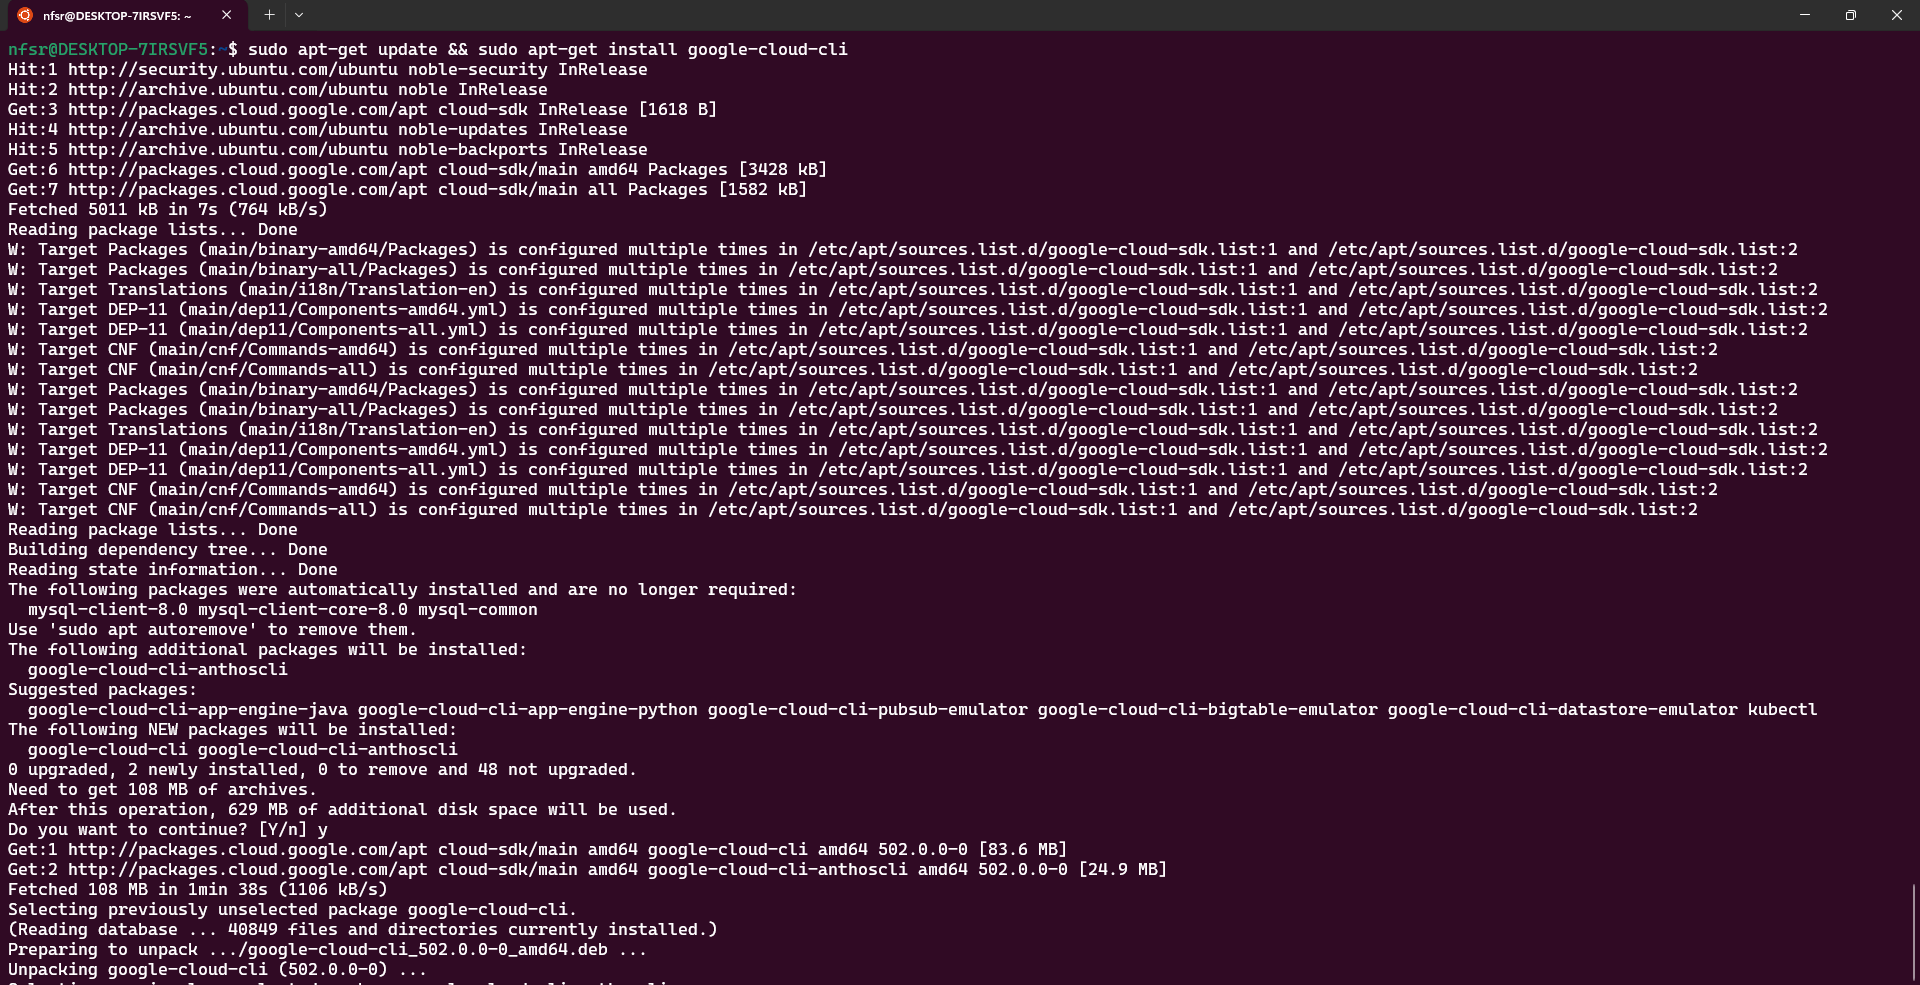 nfsr@DESKTOP-7IRSVF5: ~
nfsr@DESKTOP-7IRSVF5:~$ sudo apt-get update && sudo apt-get install google-cloud-cli
Hit:1 http://security.ubuntu.com/ubuntu noble-security InRelease
Hit:2 http://archive.ubuntu.com/ubuntu noble InRelease
Get:3 http://packages.cloud.google.com/apt cloud-sdk InRelease [1618 B]
Hit:4 http://archive.ubuntu.com/ubuntu noble-updates InRelease
Hit:5 http://archive.ubuntu.com/ubuntu noble-backports InRelease
Get:6 http://packages.cloud.google.com/apt cloud-sdk/main amd64 Packages [3428 kB]
Get:7 http://packages.cloud.google.com/apt cloud-sdk/main all Packages [1582 kB]
Fetched 5011 kB in 7s (764 kB/s)
Reading package lists... Done
W: Target Packages (main/binary-amd64/Packages) is configured multiple times in /etc/apt/sources.list.d/google-cloud-sdk.list:1 and /etc/apt/sources.list.d/google-cloud-sdk.list:2
W: Target Packages (main/binary-all/Packages) is configured multiple times in /etc/apt/sources.list.d/google-cloud-sdk.list:1 and /etc/apt/sources.list.d/google-cloud-sdk.list:2
W: Target Translations (main/i18n/Translation-en) is configured multiple times in /etc/apt/sources.list.d/google-cloud-sdk.list:1 and /etc/apt/sources.list.d/google-cloud-sdk.list:2
W: Target DEP-11 (main/dep11/Components-amd64.yml) is configured multiple times in /etc/apt/sources.list.d/google-cloud-sdk.list:1 and /etc/apt/sources.list.d/google-cloud-sdk.list:2
W: Target DEP-11 (main/dep11/Components-all.yml) is configured multiple times in /etc/apt/sources.list.d/google-cloud-sdk.list:1 and /etc/apt/sources.list.d/google-cloud-sdk.list:2
W: Target CNF (main/cnf/Commands-amd64) is configured multiple times in /etc/apt/sources.list.d/google-cloud-sdk.list:1 and /etc/apt/sources.list.d/google-cloud-sdk.list:2
W: Target CNF (main/cnf/Commands-all) is configured multiple times in /etc/apt/sources.list.d/google-cloud-sdk.list:1 and /etc/apt/sources.list.d/google-cloud-sdk.list:2
W: Target Packages (main/binary-amd64/Packages) is configured multiple times in /etc/apt/sources.list.d/google-cloud-sdk.list:1 and /etc/apt/sources.list.d/google-cloud-sdk.list:2
W: Target Packages (main/binary-all/Packages) is configured multiple times in /etc/apt/sources.list.d/google-cloud-sdk.list:1 and /etc/apt/sources.list.d/google-cloud-sdk.list:2
W: Target Translations (main/i18n/Translation-en) is configured multiple times in /etc/apt/sources.list.d/google-cloud-sdk.list:1 and /etc/apt/sources.list.d/google-cloud-sdk.list:2
W: Target DEP-11 (main/dep11/Components-amd64.yml) is configured multiple times in /etc/apt/sources.list.d/google-cloud-sdk.list:1 and /etc/apt/sources.list.d/google-cloud-sdk.list:2
W: Target DEP-11 (main/dep11/Components-all.yml) is configured multiple times in /etc/apt/sources.list.d/google-cloud-sdk.list:1 and /etc/apt/sources.list.d/google-cloud-sdk.list:2
W: Target CNF (main/cnf/Commands-amd64) is configured multiple times in /etc/apt/sources.list.d/google-cloud-sdk.list:1 and /etc/apt/sources.list.d/google-cloud-sdk.list:2
W: Target CNF (main/cnf/Commands-all) is configured multiple times in /etc/apt/sources.list.d/google-cloud-sdk.list:1 and /etc/apt/sources.list.d/google-cloud-sdk.list:2
Reading package lists... Done
Building dependency tree... Done
Reading state information... Done
The following packages were automatically installed and are no longer required:
  mysql-client-8.0 mysql-client-core-8.0 mysql-common
Use 'sudo apt autoremove' to remove them.
The following additional packages will be installed:
  google-cloud-cli-anthoscli
Suggested packages:
  google-cloud-cli-app-engine-java google-cloud-cli-app-engine-python google-cloud-cli-pubsub-emulator google-cloud-cli-bigtable-emulator google-cloud-cli-datastore-emulator kubectl
The following NEW packages will be installed:
  google-cloud-cli google-cloud-cli-anthoscli
0 upgraded, 2 newly installed, 0 to remove and 48 not upgraded.
Need to get 108 MB of archives.
After this operation, 629 MB of additional disk space will be used.
Do you want to continue? [Y/n] y
Get:1 http://packages.cloud.google.com/apt cloud-sdk/main amd64 google-cloud-cli amd64 502.0.0-0 [83.6 MB]
Get:2 http://packages.cloud.google.com/apt cloud-sdk/main amd64 google-cloud-cli-anthoscli amd64 502.0.0-0 [24.9 MB]
Fetched 108 MB in 1min 38s (1106 kB/s)
Selecting previously unselected package google-cloud-cli.
(Reading database ... 40849 files and directories currently installed.)
Preparing to unpack .../google-cloud-cli_502.0.0-0_amd64.deb ...
Unpacking google-cloud-cli (502.0.0-0) ...